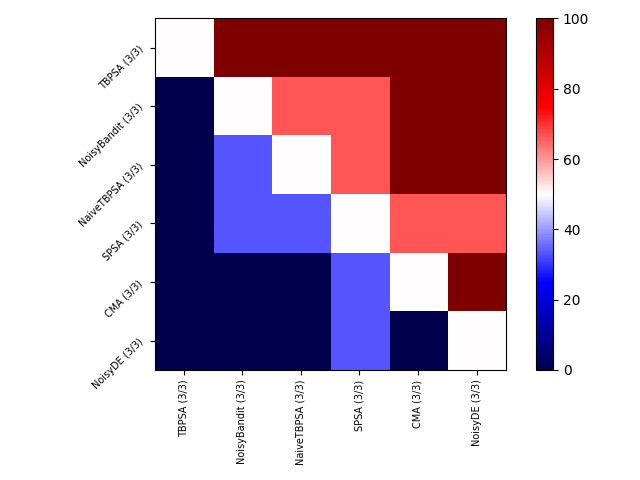 TBPSA (3/3)
NoisyBandit (3/3)
NaiveTBPSA (3/3)
SPSA (3/3)
CMA (3/3)
NoisyDE (3/3)
TBPSA (3/3)
NoisyBandit (3/3)
NaiveTBPSA (3/3)
SPSA (3/3)
CMA (3/3)
NoisyDE (3/3)
100
80
60
40
20
0